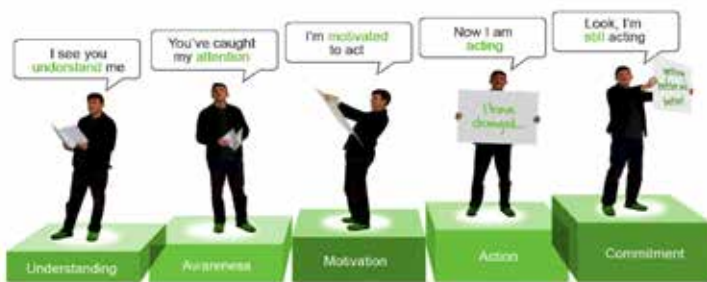 I see you
understand me
You've caught
my attention
I'm motivated
to act
Now I am
acting
Look, I'm
still acting
I have
changed...
Understanding
Awareness
Motivation
Action
Commitment